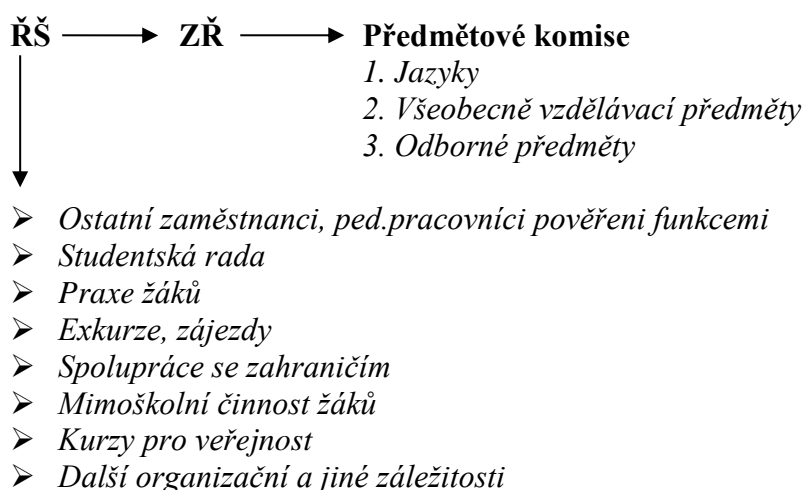 ŘŠ ZŘ Předmětové komise
1. Jazyky
2. Všeobecně vzdělávací předměty
3. Odborné předměty
Ostatní zaměstnanci, ped.pracovníci pověřeni funkcemi
Studentská rada
Praxe žáků
Exkurze, zájezdy
Spolupráce se zahraničím
Mimoškolní činnost žáků
Kurzy pro veřejnost
Další organizační a jiné záležitosti